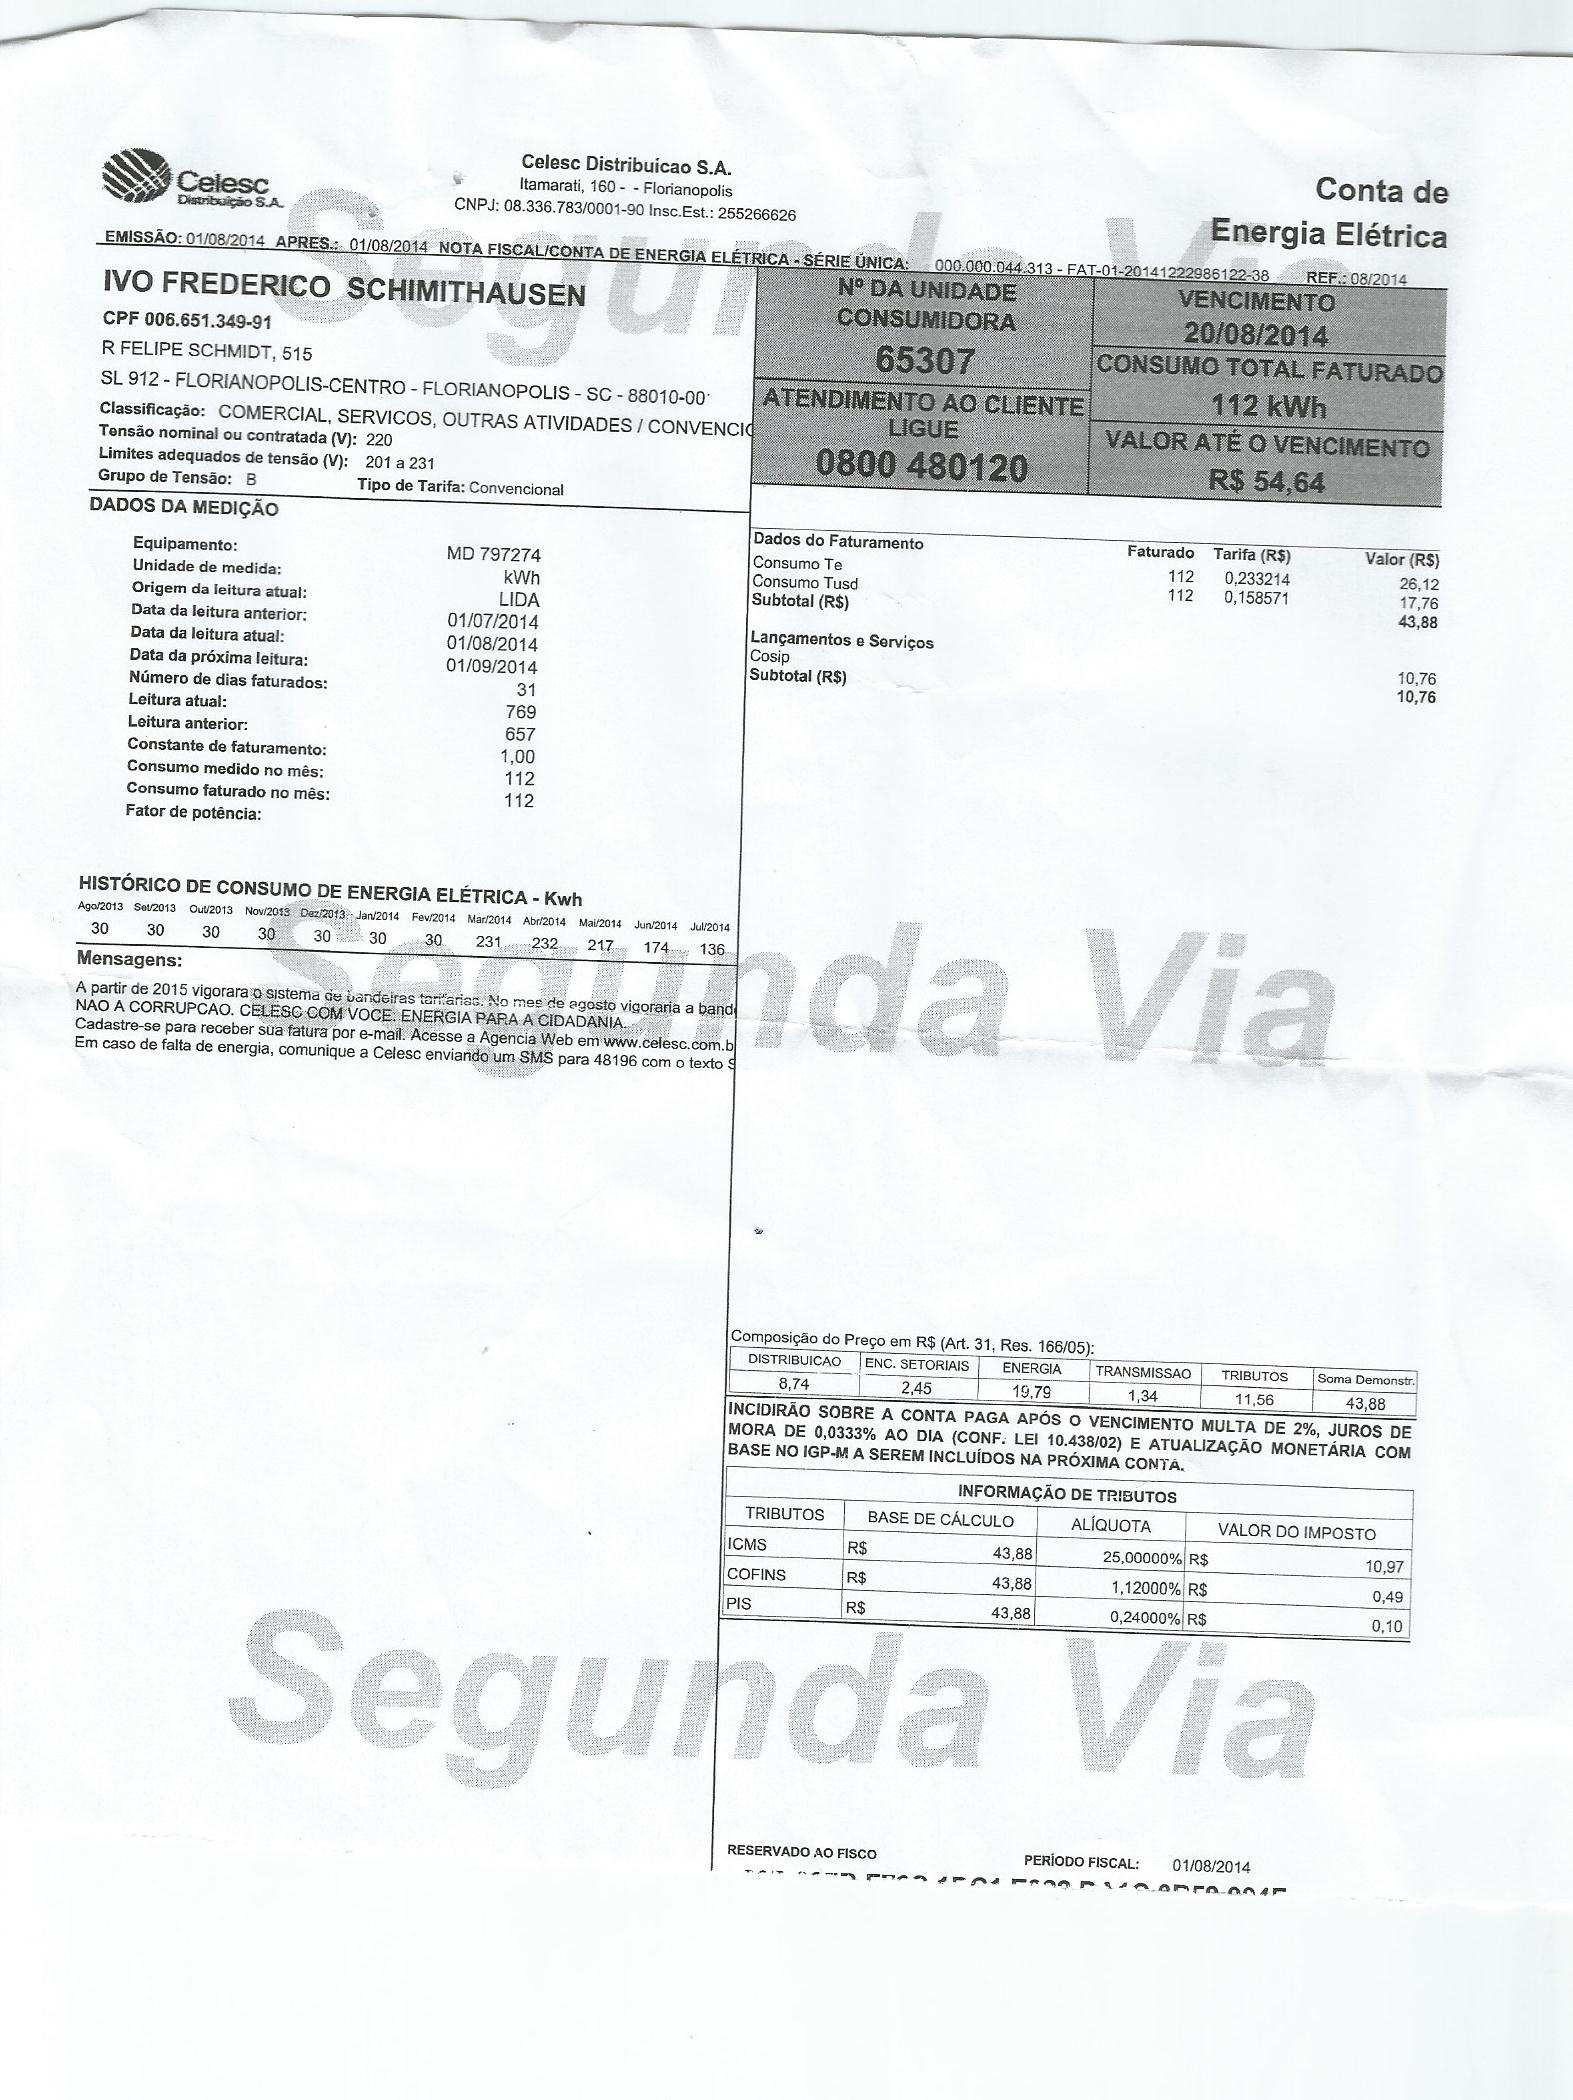 Celesc
Distribuição S.A.
Celesc Distribuicao S.A.
Itamarati, 160 - - Florianopolis
CNPJ: 08.336.783/0001-90 Insc.Est.: 255266626
Conta de
Energia Elétrica
Segunda Via
EMISSÃO: 01/08/2014 APRES.: 01/08/2014 NOTA FISCAL/CONTA DE ENERGIA ELÉTRICA - SÉRIE ÚNICA: 000.000.044.313 - FAT-01-20141222986122-38 REF.: 08/2014
IVO FREDERICO SCHIMITHAUSEN
CPF 006.651.349-91
R FELIPE SCHMIDT, 515
SL 912 - FLORIANOPOLIS-CENTRO - FLORIANOPOLIS - SC - 88010-00
Classificação: COMERCIAL, SERVICOS, OUTRAS ATIVIDADES / CONVENCIO
Tensão nominal ou contratada (V): 220
Limites adequados de tensão (V): 201 a 231
Grupo de Tensão: B Tipo de Tarifa: Convencional
Nº DA UNIDADE
CONSUMIDORA
65307
ATENDIMENTO AO CLIENTE
LIGUE
0800 480120
VENCIMENTO
20/08/2014
CONSUMO TOTAL FATURADO
112 kWh
VALOR ATÉ O VENCIMENTO
R$ 54,64
DADOS DA MEDIÇÃO
Equipamento: MD 797274
Unidade de medida: kWh
Origem da leitura atual: LIDA
Data da leitura anterior: 01/07/2014
Data da leitura atual: 01/08/2014
Data da próxima leitura: 01/09/2014
Número de dias faturados: 31
Leitura atual: 769
Leitura anterior: 657
Constante de faturamento: 1,00
Consumo medido no mês: 112
Consumo faturado no mês: 112
Fator de potência:
Dados do Faturamento Faturado Tarifa (R$) Valor (R$)
Consumo Te 112 0,233214 26,12
Consumo Tusd 112 0,158571 17,76
Subtotal (R$) 43,88
Lançamentos e Serviços
Cosip 10,76
Subtotal (R$) 10,76
HISTÓRICO DE CONSUMO DE ENERGIA ELÉTRICA - Kwh
Ago/2013 Set/2013 Out/2013 Nov/2013 Dez/2013 Jan/2014 Fev/2014 Mar/2014 Abr/2014 Mai/2014 Jun/2014 Jul/2014
30 30 30 30 30 30 30 231 232 217 174 136
Segunda Via
Mensagens:
A partir de 2015 vigorara o sistema de bandeiras tarifarias. No mes de agosto vigoraria a band
NAO A CORRUPCAO. CELESC COM VOCE: ENERGIA PARA A CIDADANIA.
Cadastre-se para receber sua fatura por e-mail. Acesse a Agencia Web em www.celesc.com.b
Em caso de falta de energia, comunique a Celesc enviando um SMS para 48196 com o texto S
Composição do Preço em R$ (Art. 31, Res. 166/05):
DISTRIBUICAO ENC. SETORIAIS ENERGIA TRANSMISSAO TRIBUTOS Soma Demonstr.
8,74 2,45 19,79 1,34 11,56 43,88
INCIDIRÃO SOBRE A CONTA PAGA APÓS O VENCIMENTO MULTA DE 2%, JUROS DE
MORA DE 0,0333% AO DIA (CONF. LEI 10.438/02) E ATUALIZAÇÃO MONETÁRIA COM
BASE NO IGP-M A SEREM INCLUÍDOS NA PRÓXIMA CONTA.
INFORMAÇÃO DE TRIBUTOS
TRIBUTOS BASE DE CÁLCULO ALÍQUOTA VALOR DO IMPOSTO
ICMS R$ 43,88 25,00000% R$ 10,97
COFINS R$ 43,88 1,12000% R$ 0,49
PIS R$ 43,88 0,24000% R$ 0,10
Segunda Via
RESERVADO AO FISCO PERÍODO FISCAL: 01/08/2014